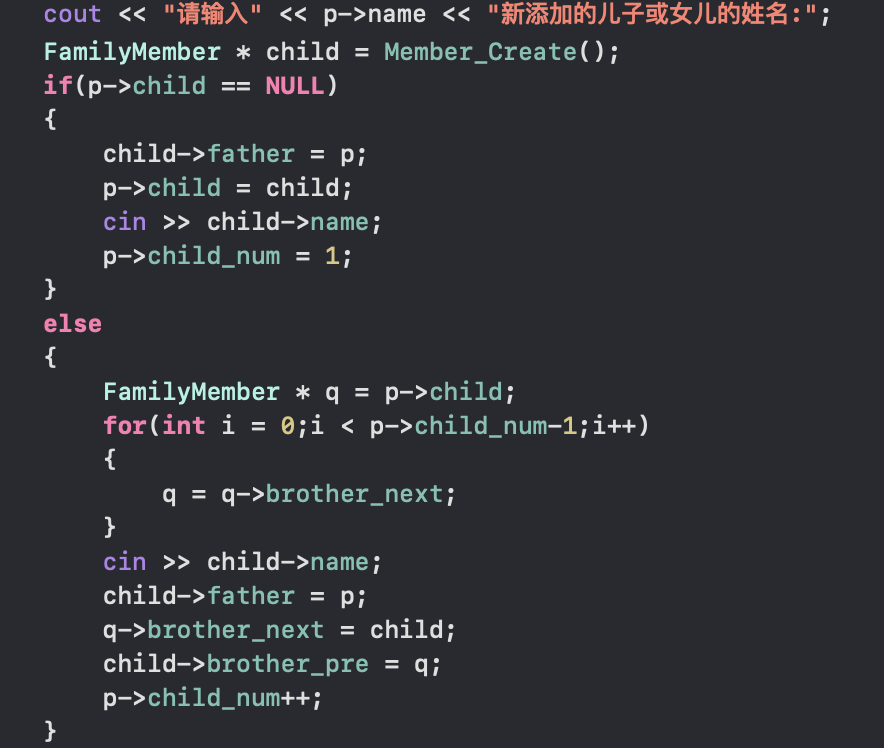 cout << "请输入" << p->name << "新添加的儿子或女儿的姓名:";
FamilyMember * child = Member_Create();
if(p->child == NULL)
{
    child->father = p;
    p->child = child;
    cin >> child->name;
    p->child_num = 1;
}
else
{
    FamilyMember * q = p->child;
    for(int i = 0;i < p->child_num-1;i++)
    {
        q = q->brother_next;
    }
    cin >> child->name;
    child->father = p;
    q->brother_next = child;
    child->brother_pre = q;
    p->child_num++;
}